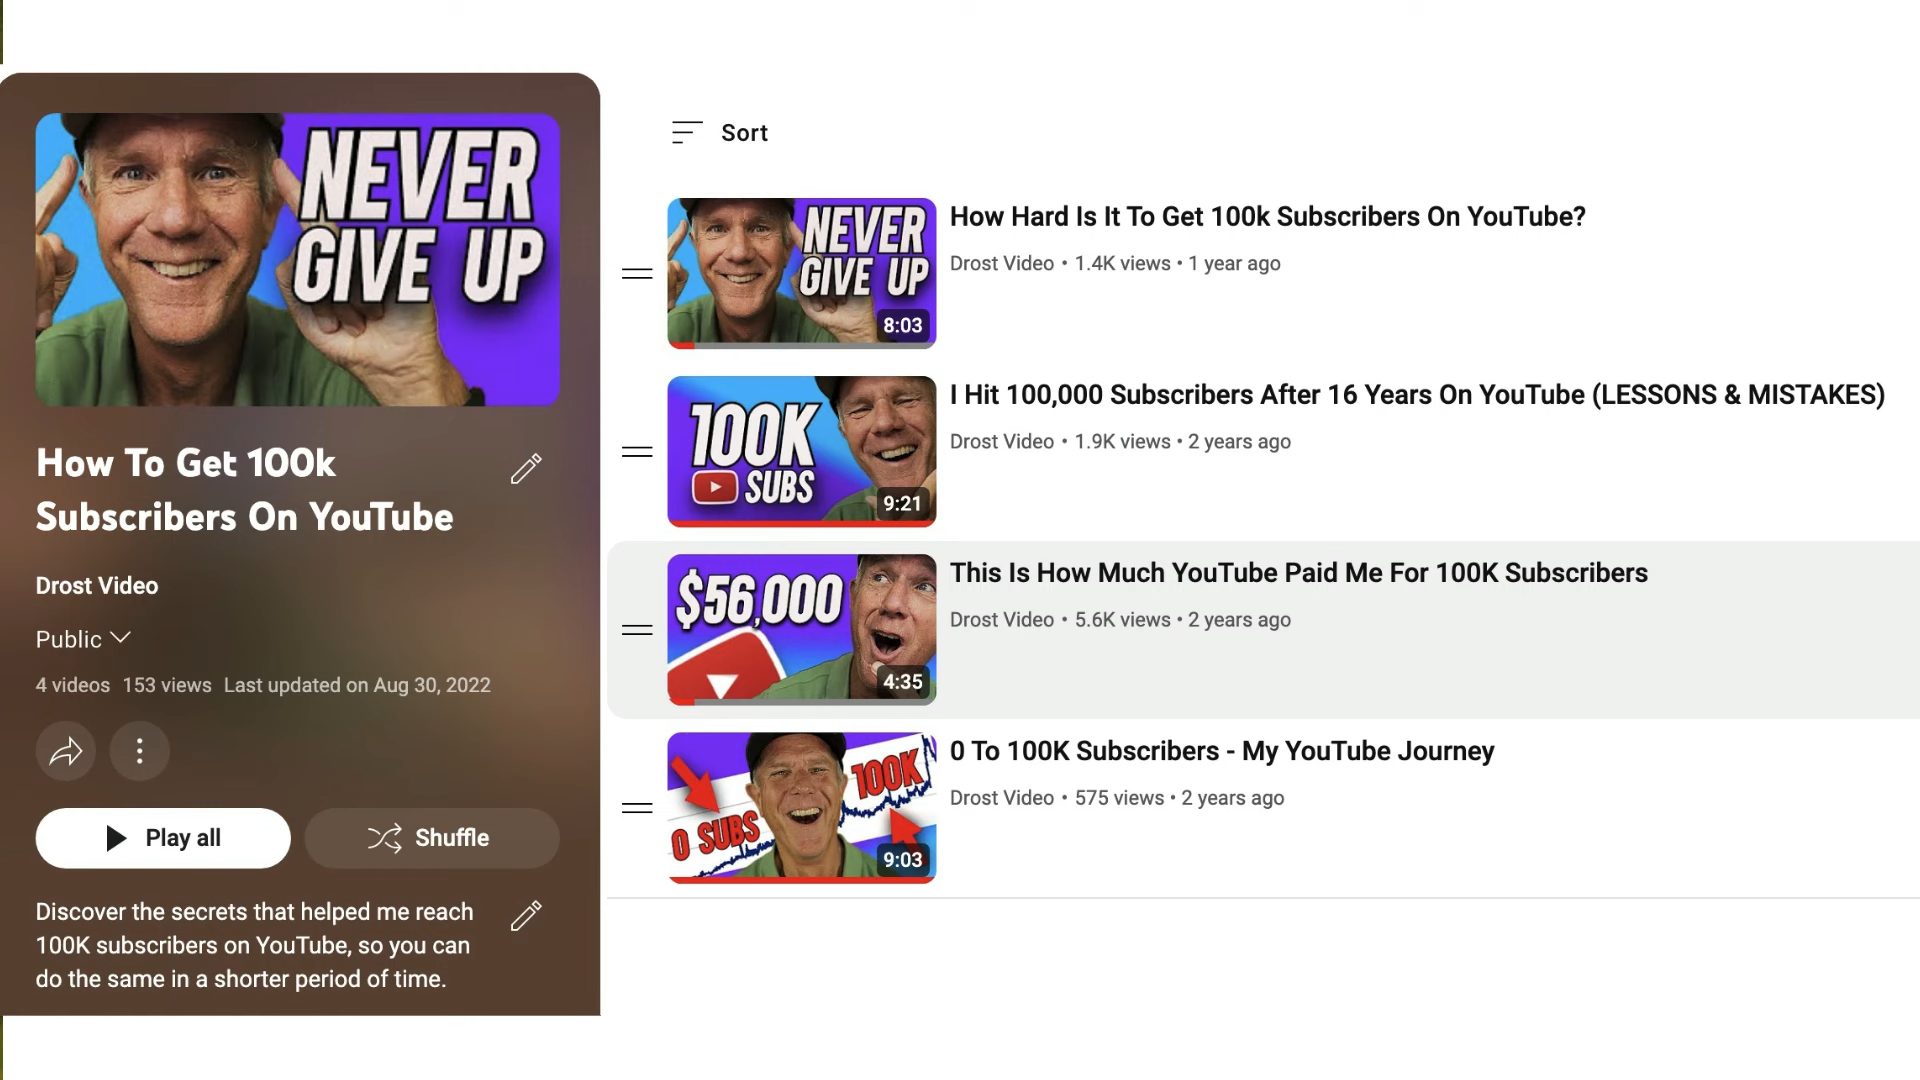 NEVER
GIVE UP
How To Get 100k
Subscribers On YouTube
Drost Video
Public
4 videos 153 views Last updated on Aug 30, 2022
Play all
Shuffle
Discover the secrets that helped me reach
100K subscribers on YouTube, so you can
do the same in a shorter period of time.
Sort
NEVER
GIVE UP
8:03
How Hard Is It To Get 100k Subscribers On YouTube?
Drost Video • 1.4K views • 1 year ago
100K
SUBS
9:21
I Hit 100,000 Subscribers After 16 Years On YouTube (LESSONS & MISTAKES)
Drost Video • 1.9K views • 2 years ago
$56,000
4:35
This Is How Much YouTube Paid Me For 100K Subscribers
Drost Video • 5.6K views • 2 years ago
100K
0 SUBS
9:03
0 To 100K Subscribers - My YouTube Journey
Drost Video • 575 views • 2 years ago